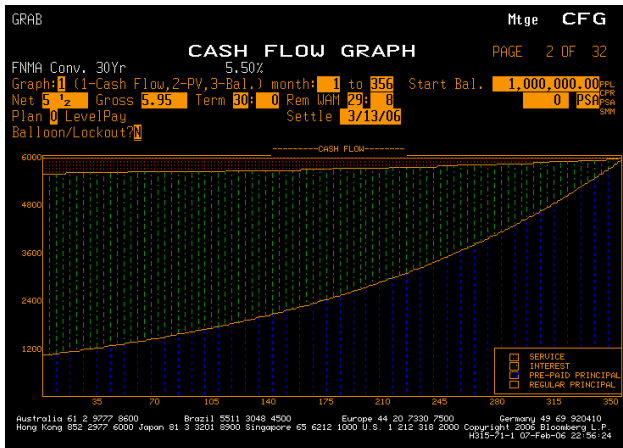 GRAB Mtge CFG
CASH FLOW GRAPH PAGE 2 OF 32
FNMA Conv. 30Yr 5.50%
Graph:1 (1-Cash Flow,2-PV,3-Bal.) month: 1 to 356 Start Bal. 1,000,000.00 PPL
CPR
Net 5 1/2 Gross 5.95 Term 30: 0 Rem WAM 29: 8 0 PSA PSA
SMM
Plan 0 LevelPay Settle 3/13/06
Balloon/Lockout?N
---------CASH FLOW--------
6000
4800
3600
2400
1200
SERVICE
INTEREST
PRE-PAID PRINCIPAL
REGULAR PRINCIPAL
35 70 105 140 175 210 245 280 315 350
Australia 61 2 9777 8600 Brazil 5511 3048 4500 Europe 44 20 7330 7500 Germany 49 69 920410
Hong Kong 852 2977 6000 Japan 81 3 3201 8900 Singapore 65 6212 1000 U.S. 1 212 318 2000 Copyright 2006 Bloomberg L.P.
H315-71-1 07-Feb-06 22:56:24